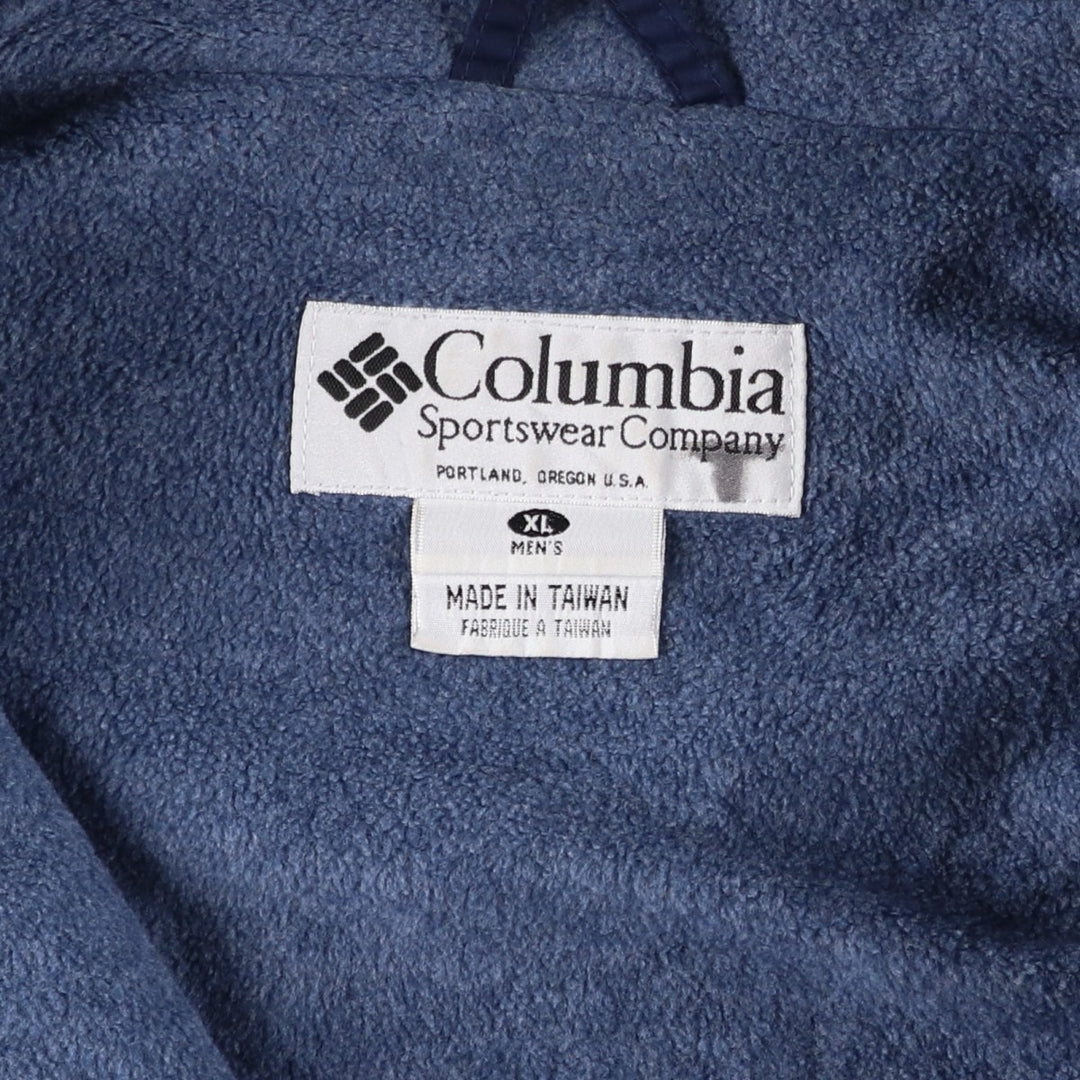 Columbia
Sportswear Company
PORTLAND, OREGON U.S.A.
XL
MEN'S
MADE IN TAIWAN
FABRIQUE A TAIWAN